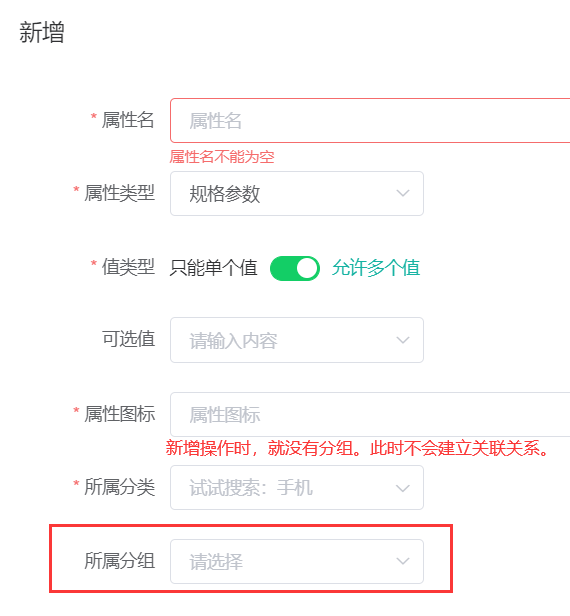 新增
* 属性名 属性名
属性名不能为空
* 属性类型 规格参数
* 值类型 只能单个值 允许多个值
可选值 请输入内容
* 属性图标 属性图标
新增操作时，就没有分组。此时不会建立关联关系。
* 所属分类 试试搜索：手机
所属分组 请选择